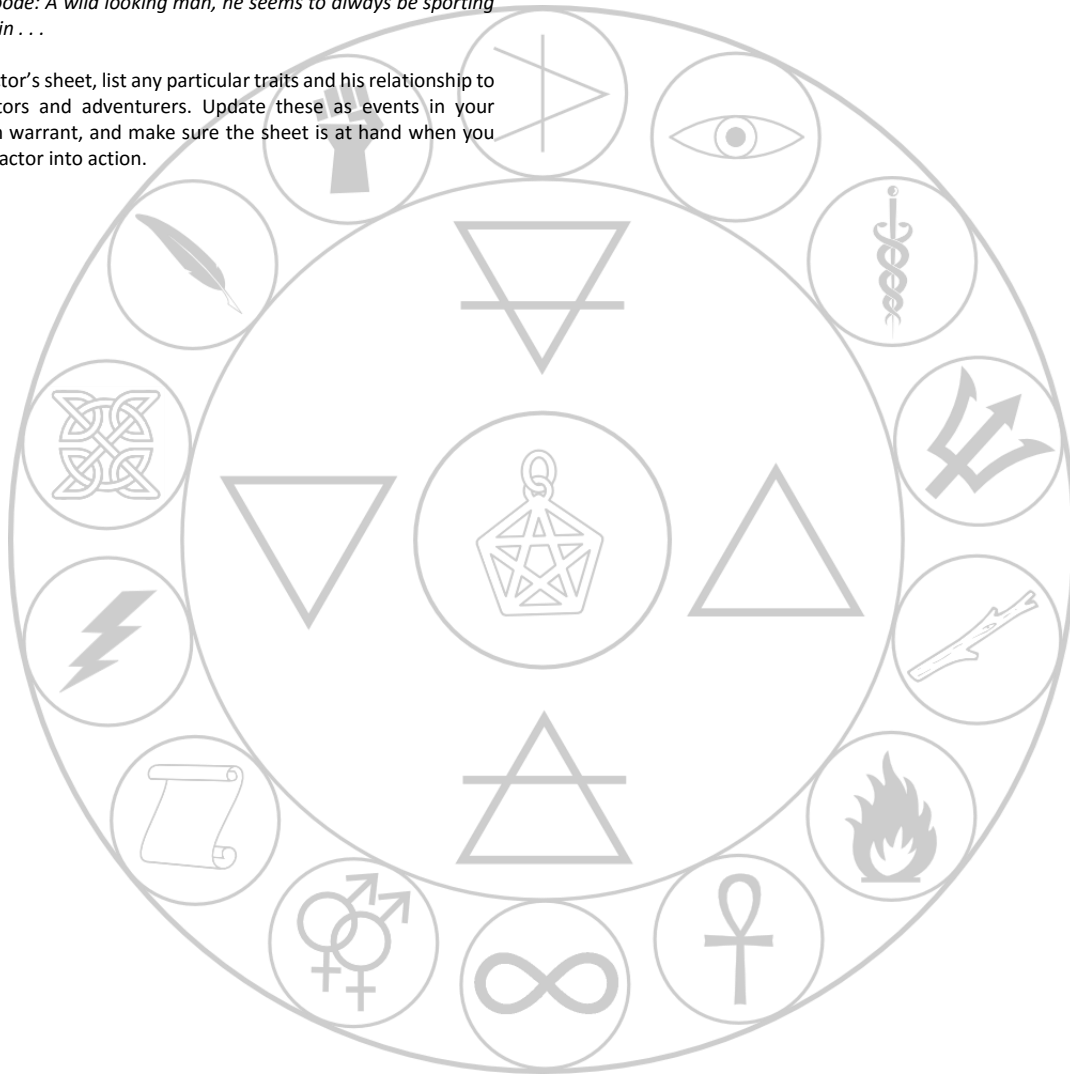 ode: A wild looking man, he seems to always be sporting
in . . .
tor's sheet, list any particular traits and his relationship to
tors and adventurers. Update these as events in your
n warrant, and make sure the sheet is at hand when you
actor into action.